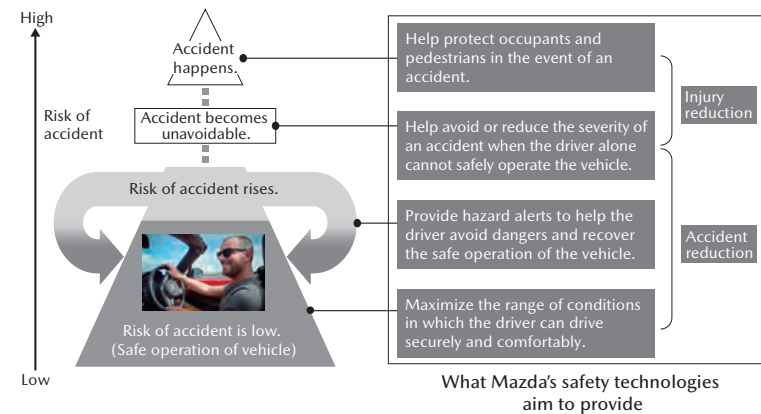 High
Risk of
accident
Low
Accident
happens.
Accident becomes
unavoidable.
Risk of accident rises.
Risk of accident is low.
(Safe operation of vehicle)
Help protect occupants and
pedestrians in the event of an
accident.
Help avoid or reduce the severity of
an accident when the driver alone
cannot safely operate the vehicle.
Provide hazard alerts to help the
driver avoid dangers and recover
the safe operation of the vehicle.
Maximize the range of conditions
in which the driver can drive
securely and comfortably.
Injury
reduction
Accident
reduction
What Mazda’s safety technologies
aim to provide